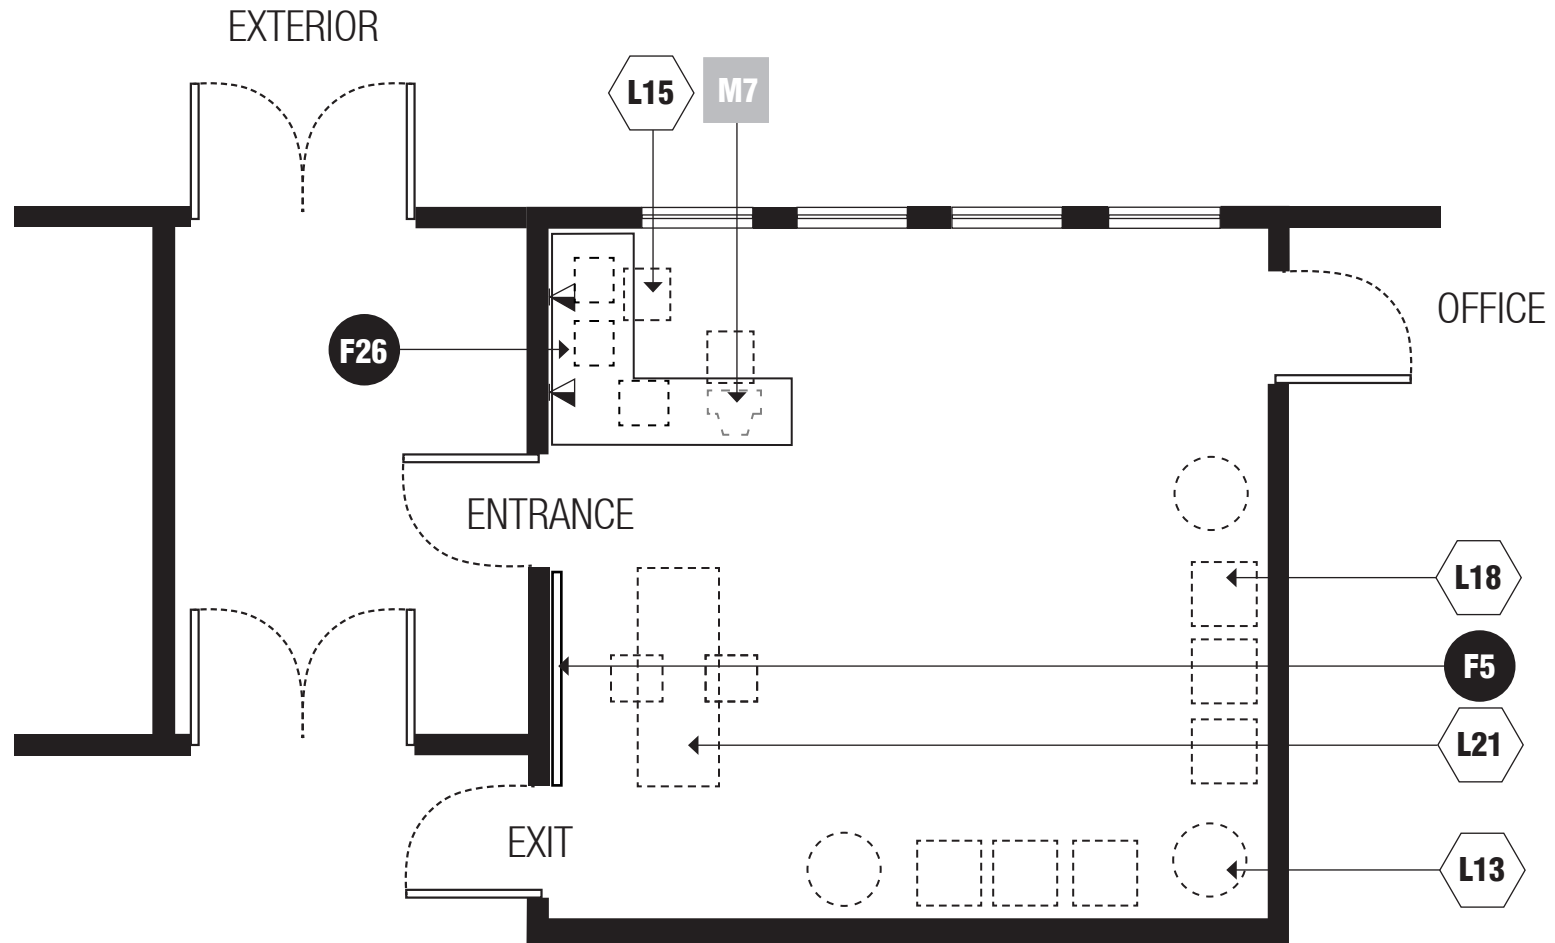 EXTERIOR
L15
M7
OFFICE
F26
ENTRANCE
L18
F5
L21
EXIT
L13